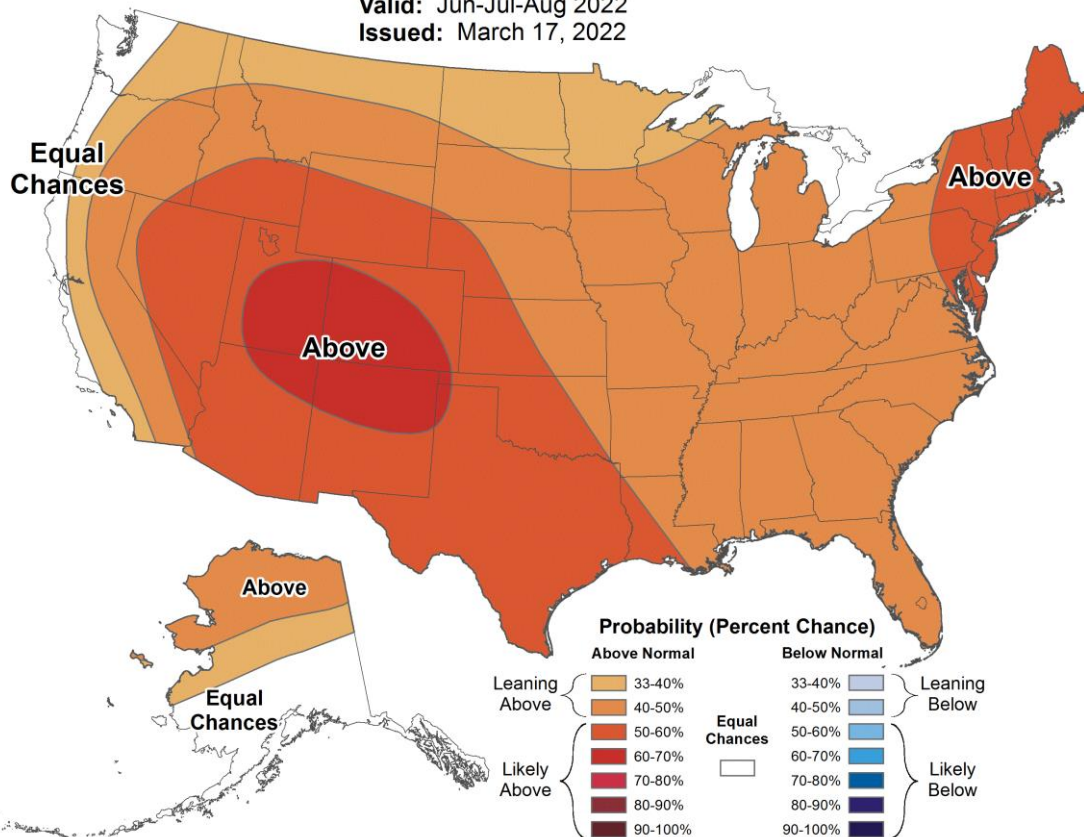 Valid: Jun-Jul-Aug 2022
Issued: March 17, 2022
Equal
Chances
Above
Above
Above
Equal
Chances
Probability (Percent Chance)
Above Normal
Below Normal
Leaning
Above
33-40%
40-50%
Likely
Above
50-60%
60-70%
70-80%
80-90%
90-100%
Equal
Chances
33-40%
40-50%
Leaning
Below
50-60%
60-70%
70-80%
80-90%
90-100%
Likely
Below